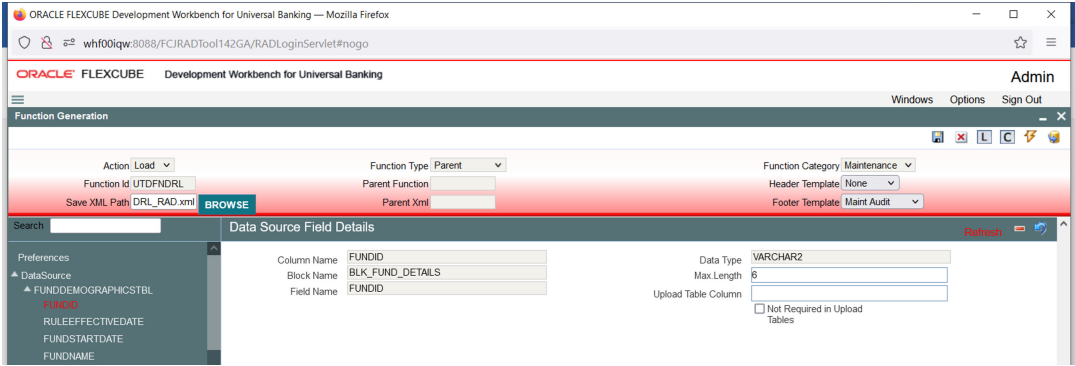 ORACLE FLEXCUBE Development Workbench for Universal Banking — Mozilla Firefox
whf00iqw:8088/FCJRADTool142GA/RADLoginServlet#nogo
ORACLE FLEXCUBE Development Workbench for Universal Banking Admin
Windows Options Sign Out
Function Generation
L C
Action Load Function Type Parent Function Category Maintenance
Function Id UTDFNDRL Parent Function Header Template None
Save XML Path DRL_RAD.xml BROWSE Parent Xml Footer Template Maint Audit
Search Data Source Field Details Refresh
Preferences
DataSource
FUNDDEMOGRAPHICSTBL
FUNDID
RULEEFFECTIVEDATE
FUNDSTARTDATE
FUNDNAME
Column Name FUNDID Data Type VARCHAR2
Block Name BLK_FUND_DETAILS Max.Length 6
Field Name FUNDID Upload Table Column
Not Required in Upload
Tables